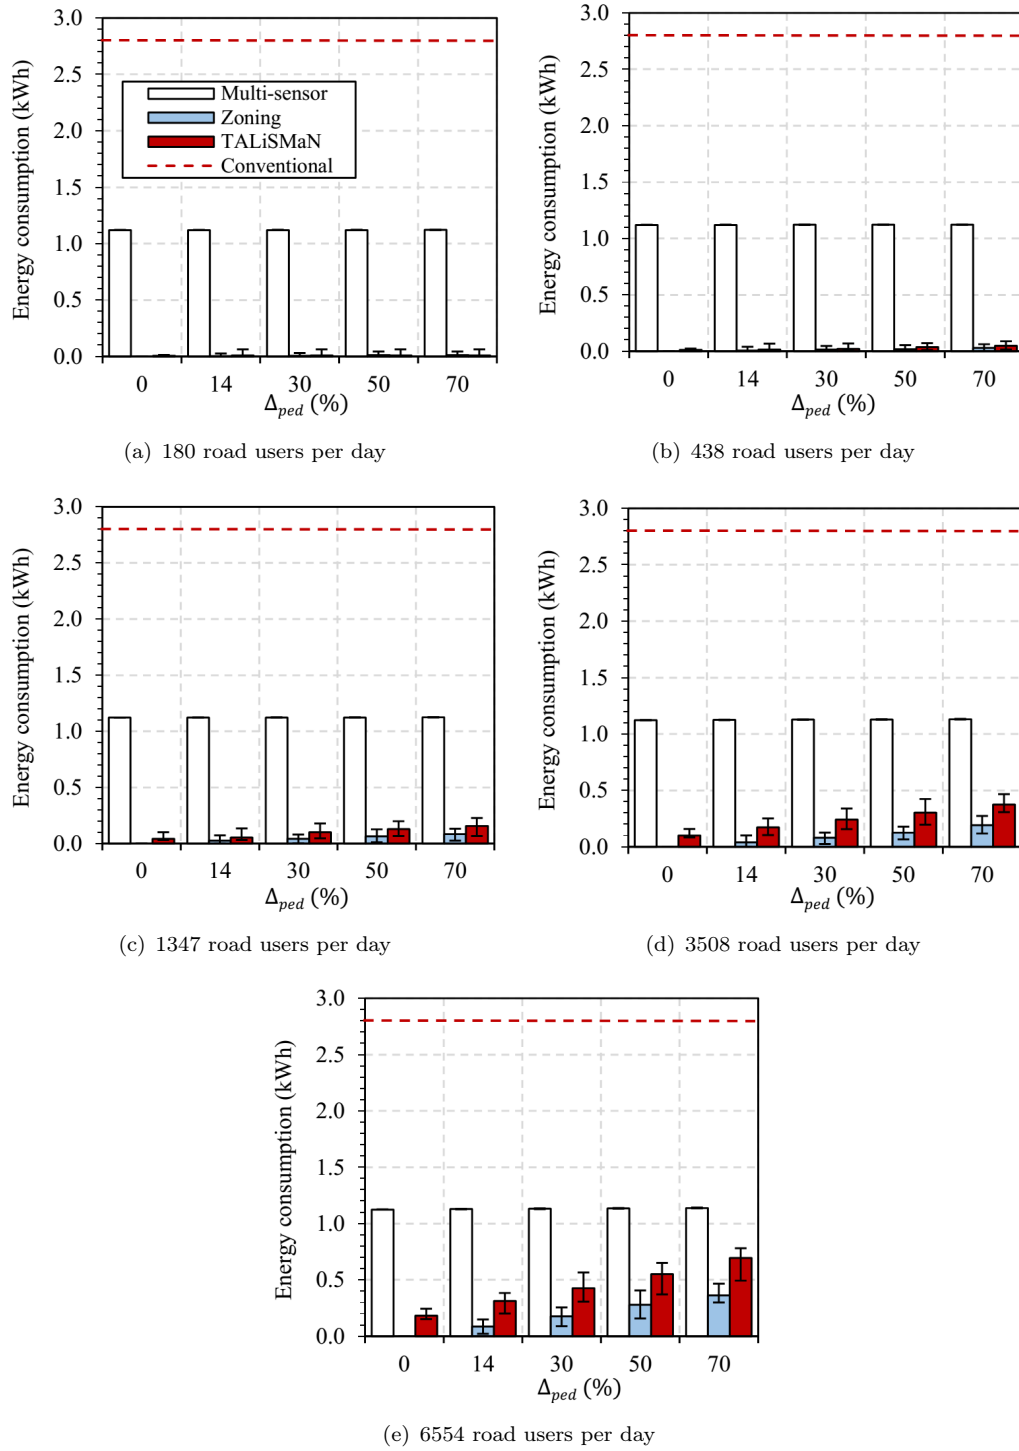 3.0
2.5
2.0
1.5
1.0
0.5
0.0
Energy consumption (kWh)
Multi-sensor
Zoning
TALiSMaN
Conventional
0 14 30 50 70
Δped (%)
(a) 180 road users per day
3.0
2.5
2.0
1.5
1.0
0.5
0.0
Energy consumption (kWh)
0 14 30 50 70
Δped (%)
(b) 438 road users per day
3.0
2.5
2.0
1.5
1.0
0.5
0.0
Energy consumption (kWh)
0 14 30 50 70
Δped (%)
(c) 1347 road users per day
3.0
2.5
2.0
1.5
1.0
0.5
0.0
Energy consumption (kWh)
0 14 30 50 70
Δped (%)
(d) 3508 road users per day
3.0
2.5
2.0
1.5
1.0
0.5
0.0
Energy consumption (kWh)
0 14 30 50 70
Δped (%)
(e) 6554 road users per day